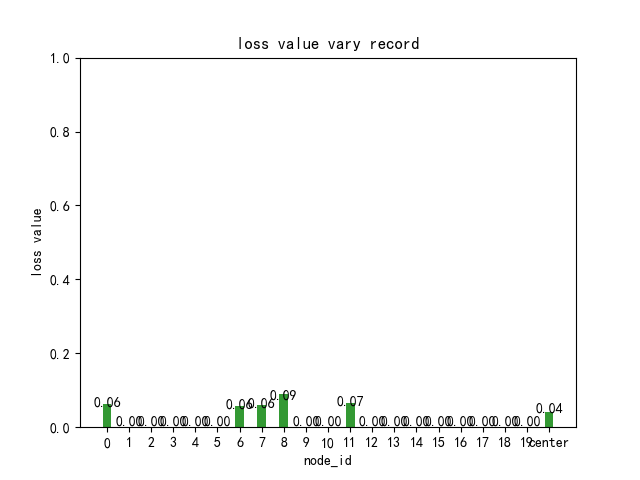 loss value vary record
1.0
0.8
0.6
0.4
0.2
0.0
loss value
0.06 0.00 0.00 0.00 0.00 0.00 0.06 0.06 0.09 0.00 0.00 0.07 0.00 0.00 0.00 0.00 0.00 0.00 0.00 0.00 0.04
0 1 2 3 4 5 6 7 8 9 10 11 12 13 14 15 16 17 18 19 center
node_id